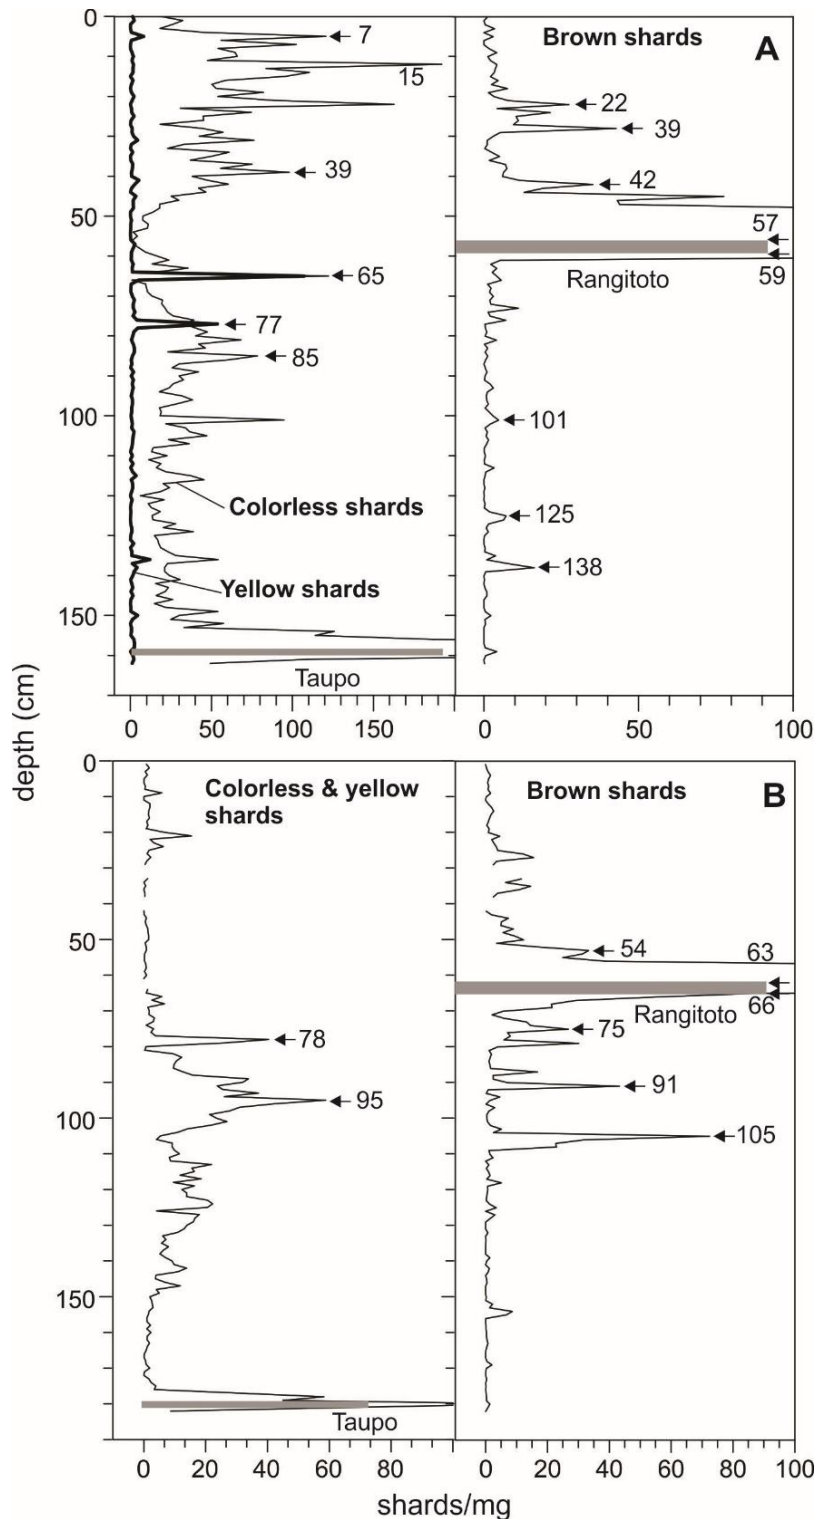 0
50
100
150
7
15
39
65
77
85
Colorless shards
Yellow shards
Taupo
0 50 100 150
Brown shards
A
22
39
42
57
Rangitoto
59
101
125
138
0 50 100
depth (cm)
0
50
100
150
Colorless & yellow
shards
78
95
Taupo
0 20 40 60 80
Brown shards
B
54
63
66
Rangitoto
75
91
105
0 20 40 60 80 100
shards/mg